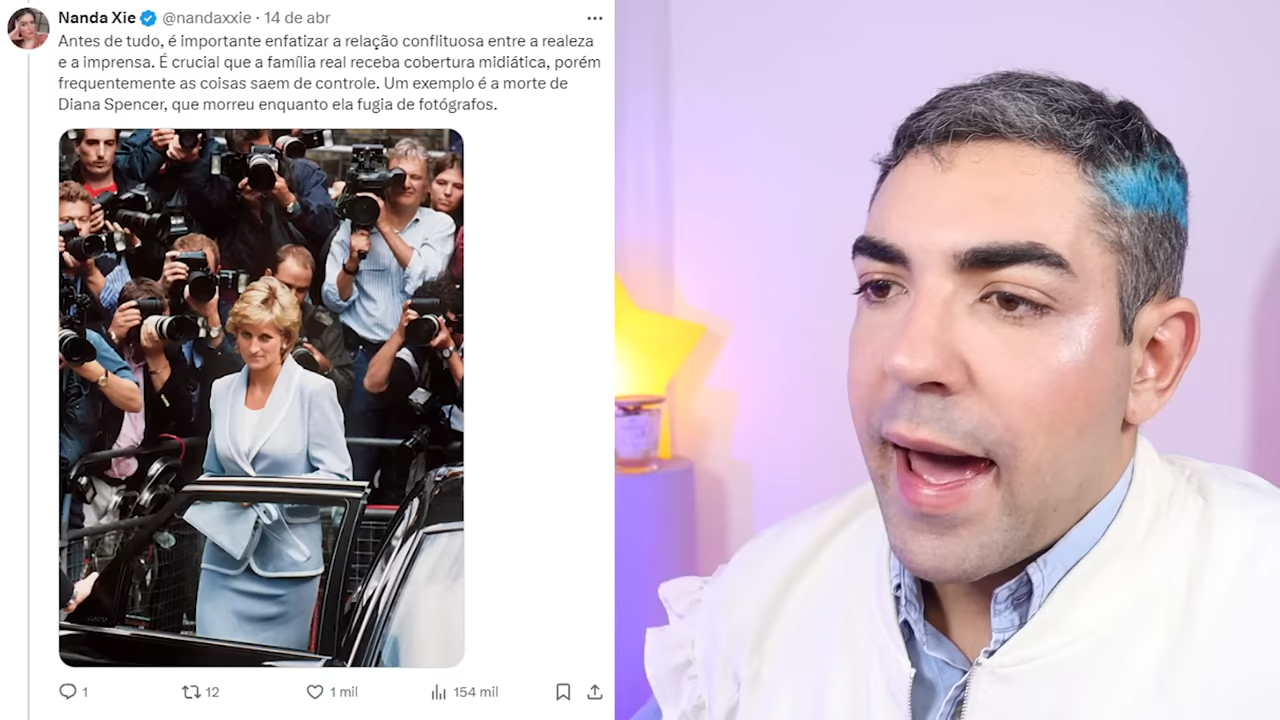 Nanda Xie @nandaxxie · 14 de abr
Antes de tudo, é importante enfatizar a relação conflituosa entre a realeza
e a imprensa. É crucial que a família real receba cobertura midiática, porém
frequentemente as coisas saem de controle. Um exemplo é a morte de
Diana Spencer, que morreu enquanto ela fugia de fotógrafos.
1 12 1 mil 154 mil